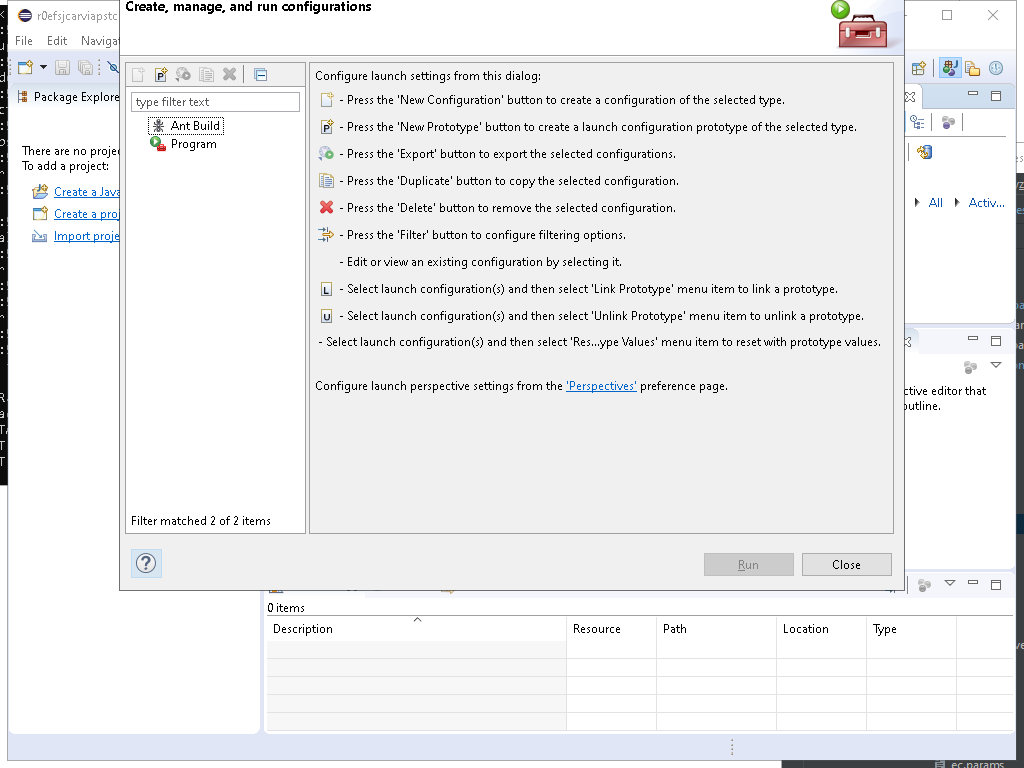 Create, manage, and run configurations
r0efsjcarviapstc
File Edit Naviga
Package Explore
type filter text
Ant Build
Program
There are no proje
To add a project:
Create a Java
Create a proj
Import proje
Filter matched 2 of 2 items
Configure launch settings from this dialog:
- Press the 'New Configuration' button to create a configuration of the selected type.
- Press the 'New Prototype' button to create a launch configuration prototype of the selected type.
- Press the 'Export' button to export the selected configurations.
- Press the 'Duplicate' button to copy the selected configuration.
- Press the 'Delete' button to remove the selected configuration.
- Press the 'Filter' button to configure filtering options.
- Edit or view an existing configuration by selecting it.
L - Select launch configuration(s) and then select 'Link Prototype' menu item to link a prototype.
U - Select launch configuration(s) and then select 'Unlink Prototype' menu item to unlink a prototype.
- Select launch configuration(s) and then select 'Res...ype Values' menu item to reset with prototype values.
Configure launch perspective settings from the 'Perspectives' preference page.
Run Close
All Activ...
ctive editor that
outline.
0 items
Description Resource Path Location Type
ec.params